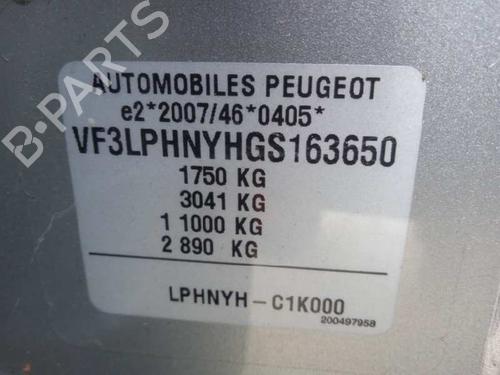 AUTOMOBILES PEUGEOT
e2*2007/46*0405*
VF3LPHNYHGS163650
1750 KG
3041 KG
1 1000 KG
2 890 KG
LPHNYH-C1K000
200497958